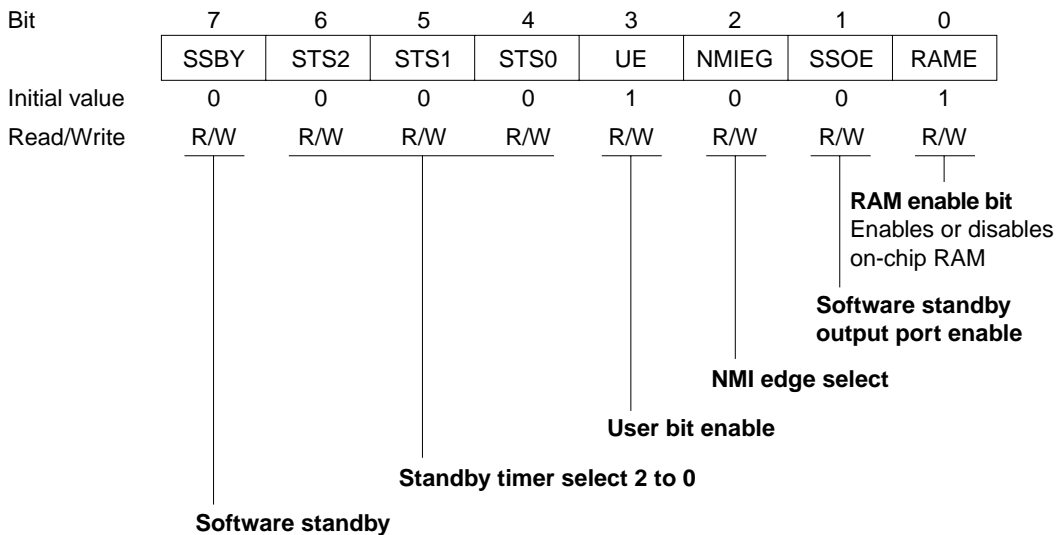 Bit 7 6 5 4 3 2 1 0
SSBY STS2 STS1 STS0 UE NMIEG SSOE RAME
Initial value 0 0 0 0 1 0 0 1
Read/Write R/W R/W R/W R/W R/W R/W R/W R/W
RAM enable bit
Enables or disables
on-chip RAM
Software standby
output port enable
NMI edge select
User bit enable
Standby timer select 2 to 0
Software standby